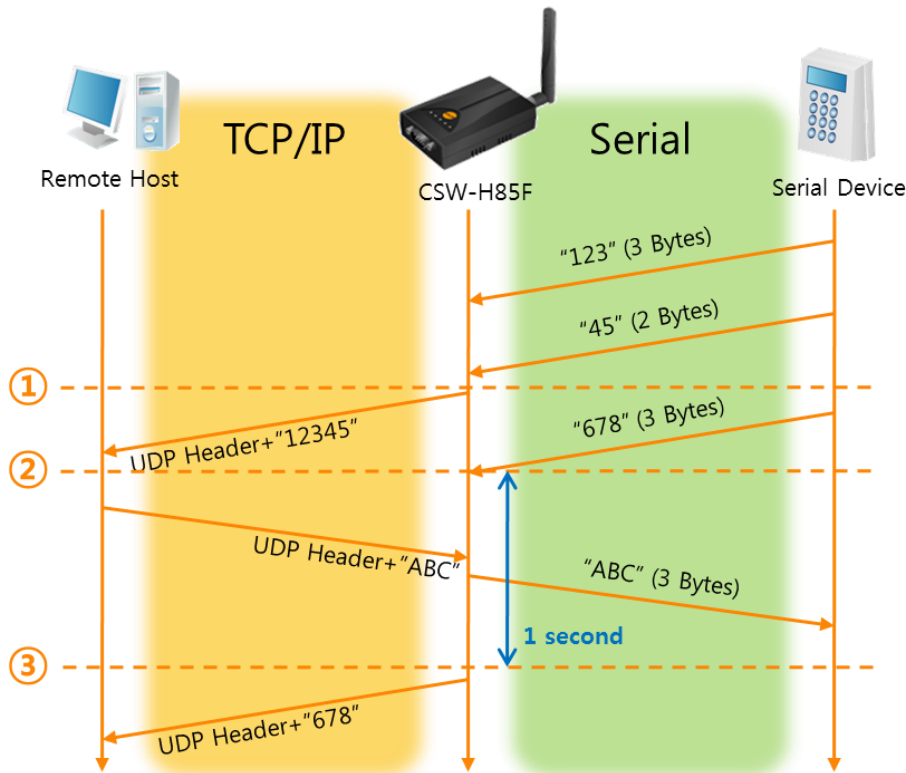 TCP/IP
Serial
Remote Host
CSW-H85F
Serial Device
“123” (3 Bytes)
“45” (2 Bytes)
①
UDP Header+“12345”
“678” (3 Bytes)
②
UDP Header+“ABC”
“ABC” (3 Bytes)
1 second
③
UDP Header+“678”